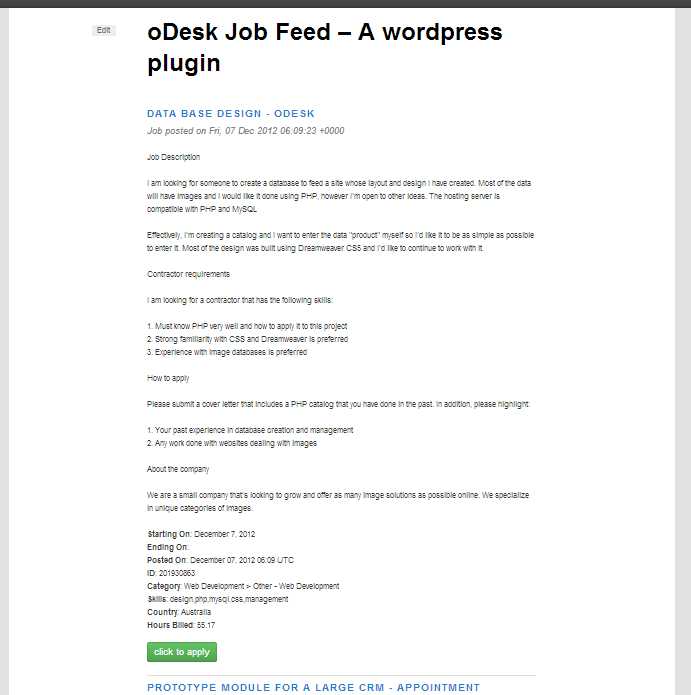 Edit
oDesk Job Feed – A wordpress
plugin
DATA BASE DESIGN - ODESK
Job posted on Fri, 07 Dec 2012 06:09:23 +0000
Job Description
I am looking for someone to create a database to feed a site whose layout and design I have created. Most of the data
will have images and I would like it done using PHP, however I'm open to other ideas. The hosting server is
compatible with PHP and MySQL
Effectively, I'm creating a catalog and I want to enter the data "product" myself so I'd like it to be as simple as possible
to enter it. Most of the design was built using Dreamweaver CS5 and I'd like to continue to work with it.
Contractor requirements
I am looking for a contractor that has the following skills:
1. Must know PHP very well and how to apply it to this project
2. Strong familiarity with CSS and Dreamweaver is preferred
3. Experience with image databases is preferred
How to apply
Please submit a cover letter that includes a PHP catalog that you have done in the past. In addition, please highlight:
1. Your past experience in database creation and management
2. Any work done with websites dealing with images
About the company
We are a small company that's looking to grow and offer as many image solutions as possible online. We specialize
in unique categories of images.
Starting On: December 7, 2012
Ending On:
Posted On: December 07, 2012 06:09 UTC
ID: 201930863
Category: Web Development > Other - Web Development
Skills: design,php,mysql,css,management
Country: Australia
Hours Billed: 55.17
click to apply
PROTOTYPE MODULE FOR A LARGE CRM - APPOINTMENT